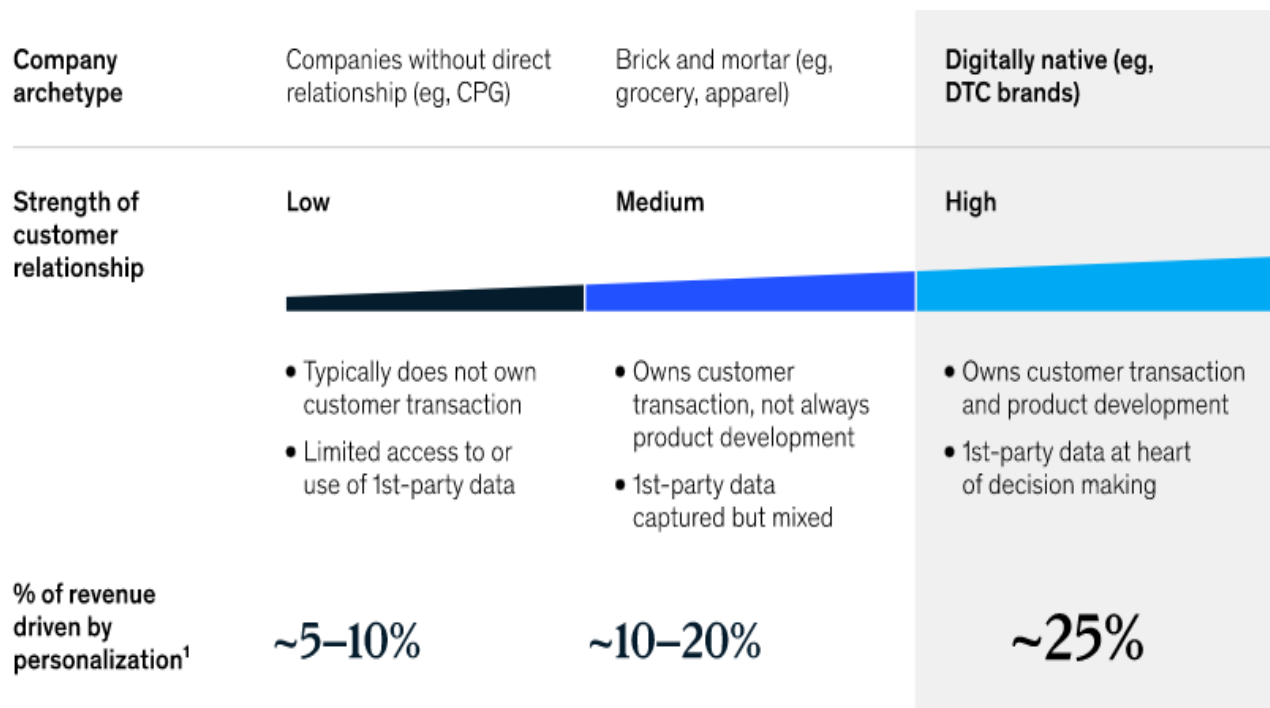 Company
archetype
Companies without direct
relationship (eg, CPG)
Brick and mortar (eg,
grocery, apparel)
Digitally native (eg,
DTC brands)
Strength of
customer
relationship
Low
Medium
High
• Typically does not own
customer transaction
• Limited access to or
use of 1st-party data
• Owns customer
transaction, not always
product development
• 1st-party data
captured but mixed
• Owns customer transaction
and product development
• 1st-party data at heart
of decision making
% of revenue
driven by
personalization¹
~5–10%
~10–20%
~25%